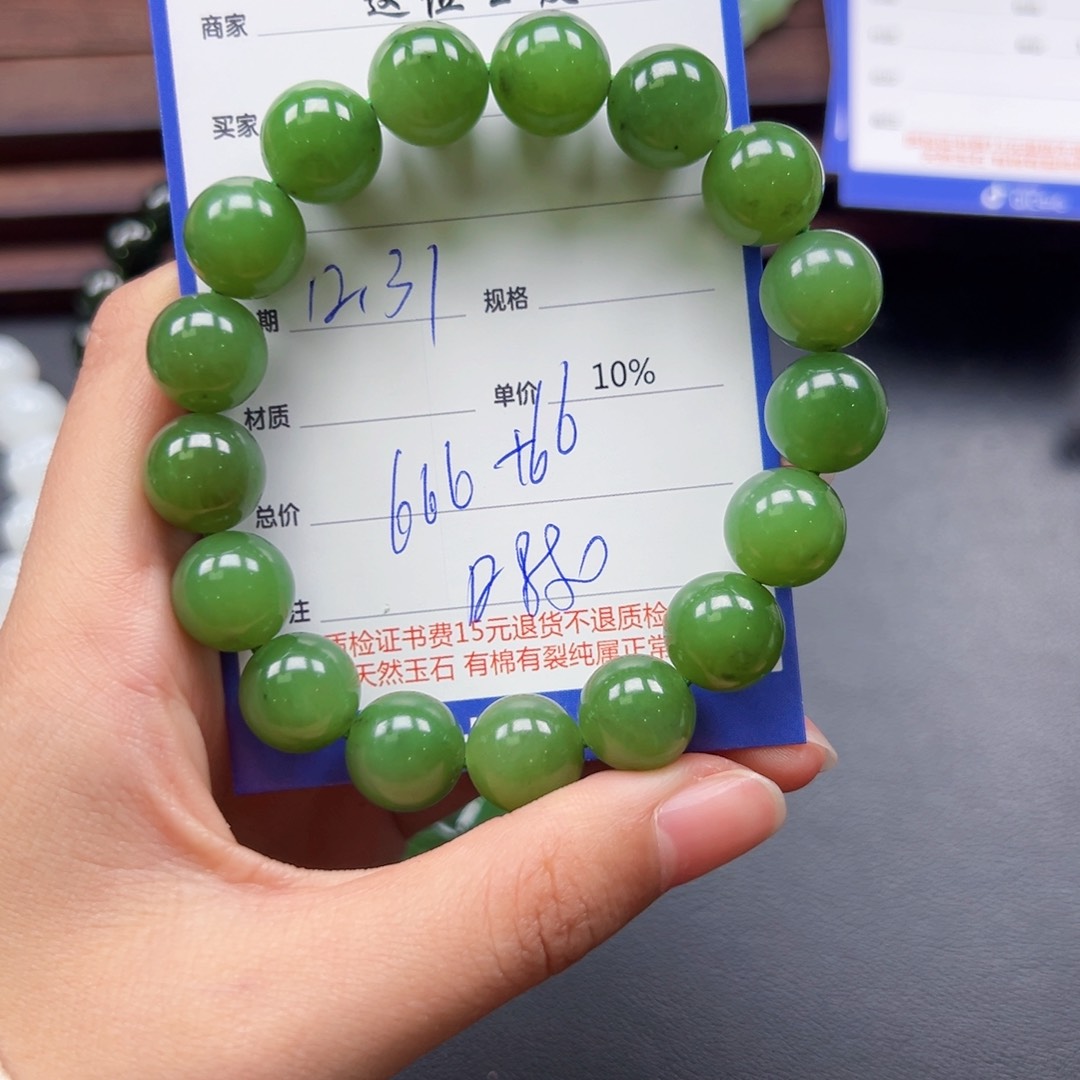 商家
买家
期 12.31 规格
材质 单价 10%
总价 666 +66
注
质检证书费15元退货不退质检
天然玉石 有棉有裂纯属正常